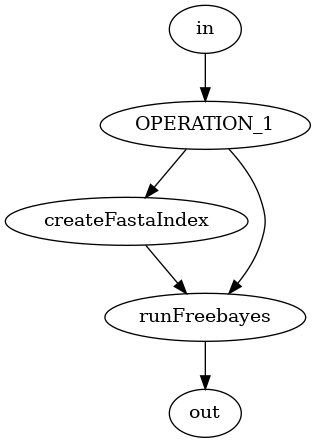 in
OPERATION_1
createFastaIndex
runFreebayes
out